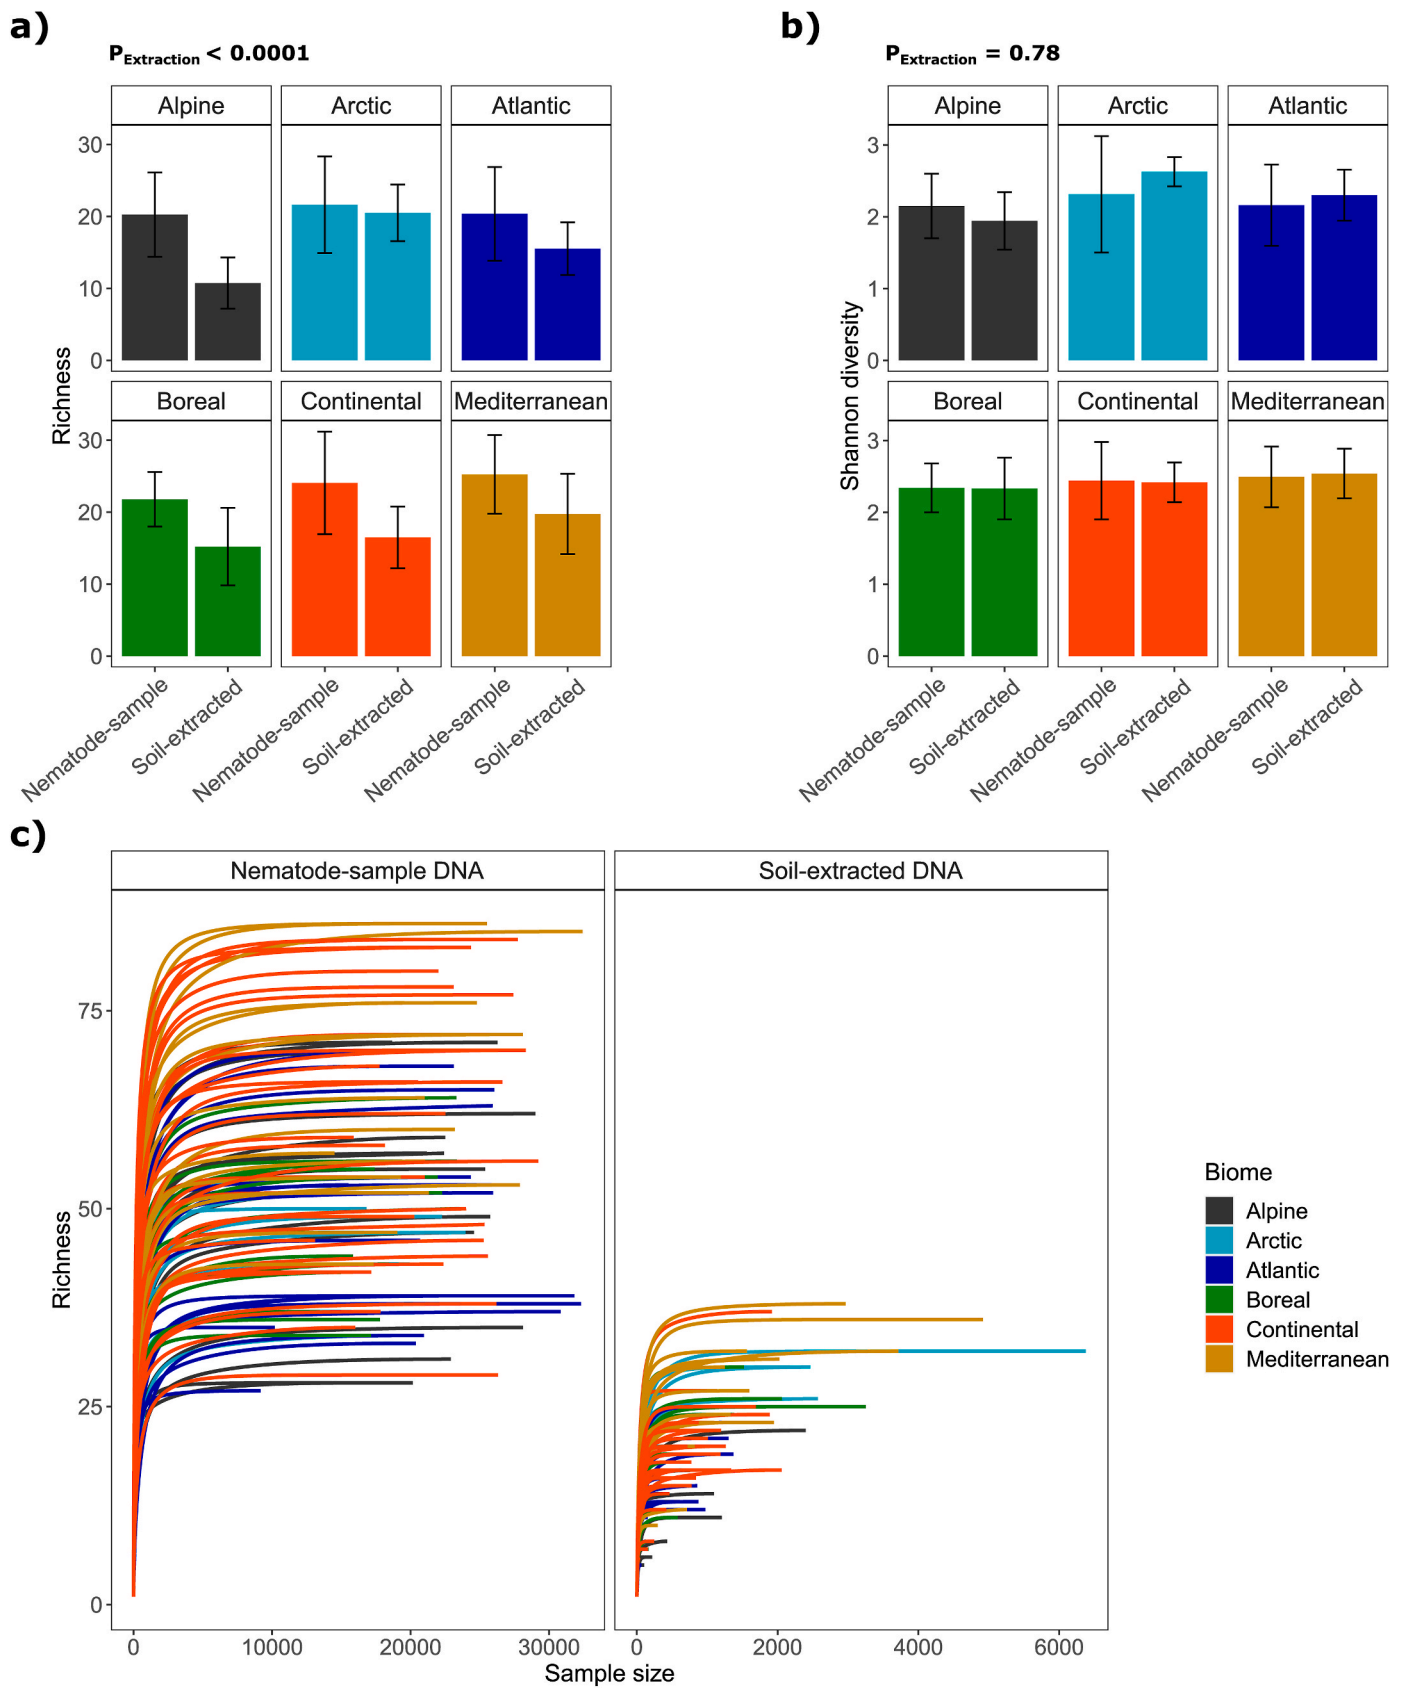 a)
P_Extraction < 0.0001
Alpine Arctic Atlantic
30
20
10
0
Richness
Boreal Continental Mediterranean
30
20
10
0
Nematode-sample Soil-extracted Nematode-sample Soil-extracted Nematode-sample Soil-extracted
b)
P_Extraction = 0.78
Alpine Arctic Atlantic
3
2
1
0
Shannon diversity
Boreal Continental Mediterranean
3
2
1
0
Nematode-sample Soil-extracted Nematode-sample Soil-extracted Nematode-sample Soil-extracted
c)
Nematode-sample DNA Soil-extracted DNA
75
50
25
0
Richness
0 10000 20000 30000 0 2000 4000 6000
Sample size
Biome
Alpine
Arctic
Atlantic
Boreal
Continental
Mediterranean